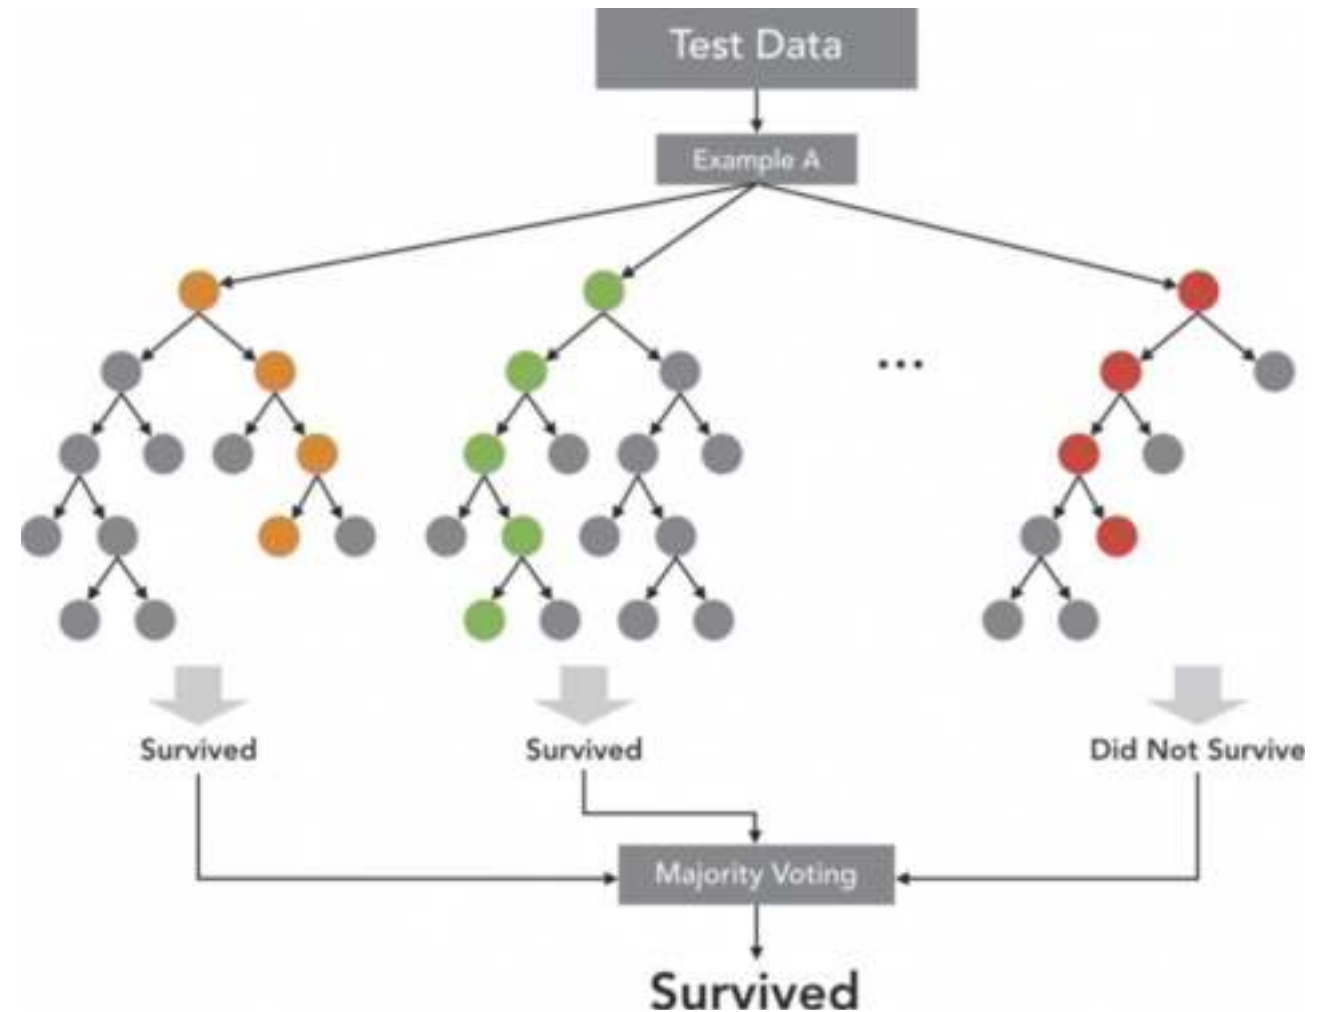 Test Data
Example A
...
Survived
Survived
Did Not Survive
Majority Voting
Survived